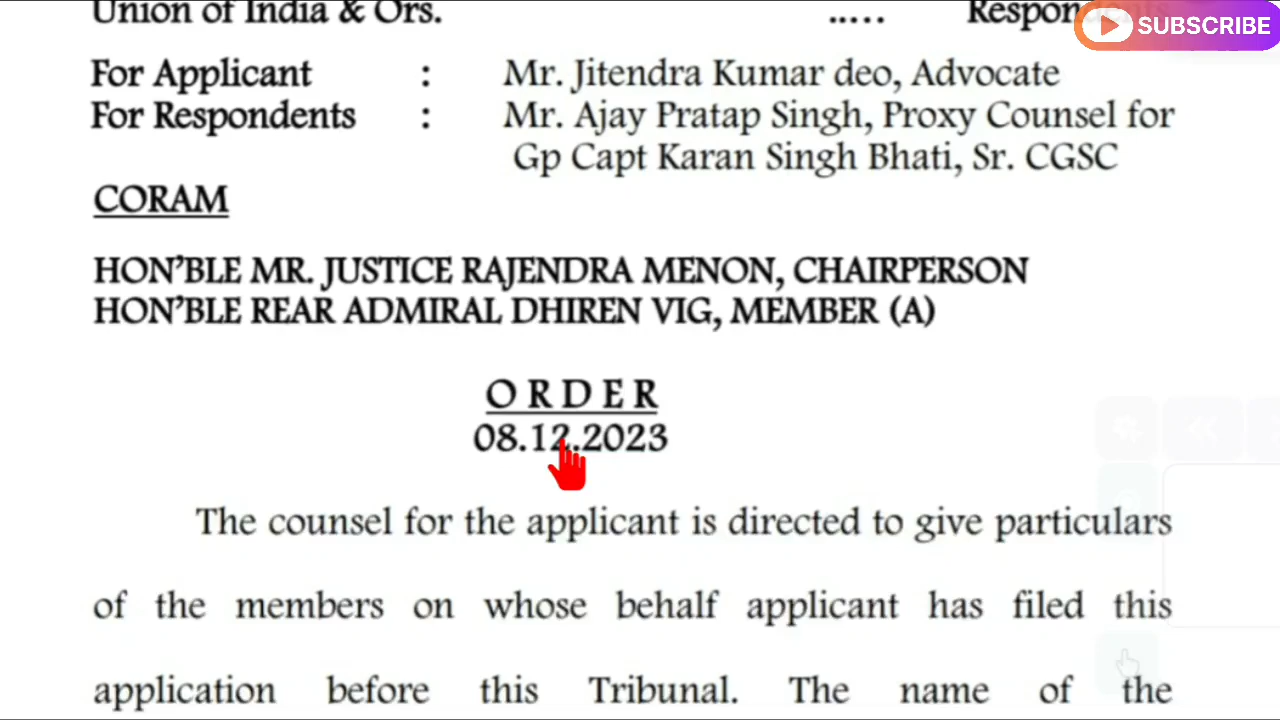 Union of India & Ors. ..... Respondents
SUBSCRIBE
For Applicant : Mr. Jitendra Kumar deo, Advocate
For Respondents : Mr. Ajay Pratap Singh, Proxy Counsel for
Gp Capt Karan Singh Bhati, Sr. CGSC
CORAM
HON'BLE MR. JUSTICE RAJENDRA MENON, CHAIRPERSON
HON'BLE REAR ADMIRAL DHIREN VIG, MEMBER (A)
O R D E R
08.12.2023
The counsel for the applicant is directed to give particulars
of the members on whose behalf applicant has filed this
application before this Tribunal. The name of the